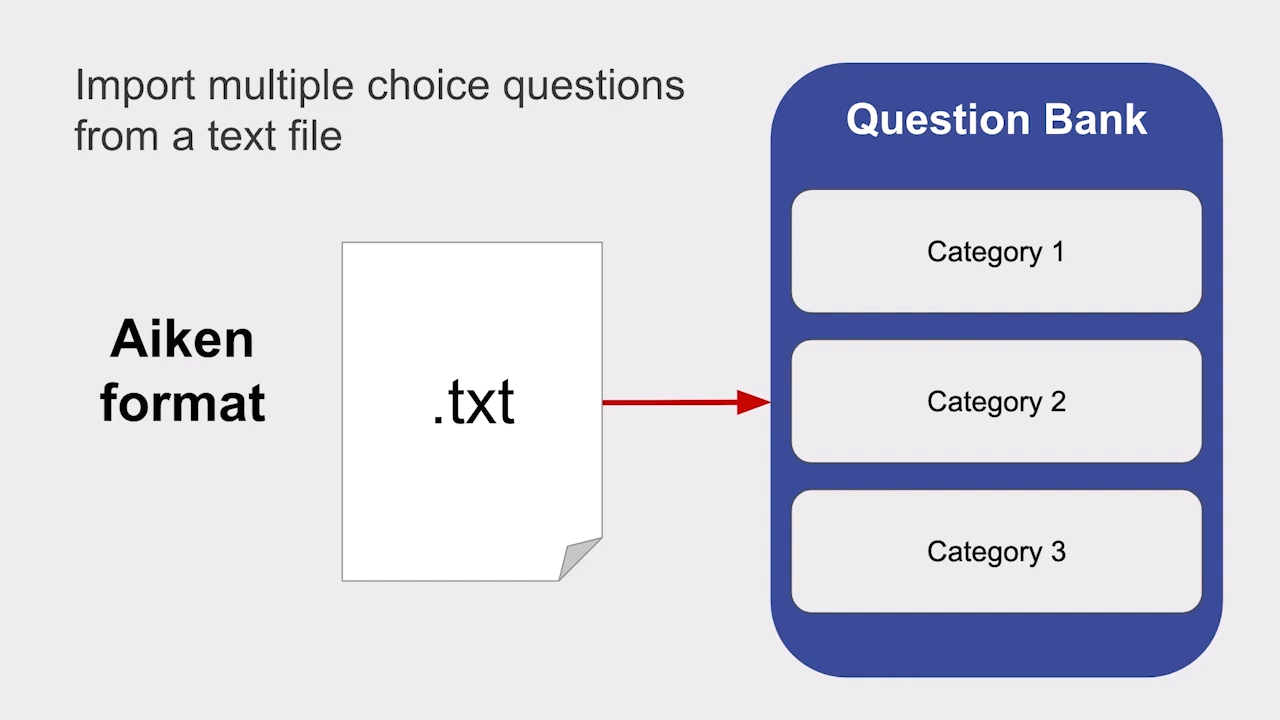 Import multiple choice questions
from a text file
Aiken
format
.txt
Question Bank
Category 1
Category 2
Category 3